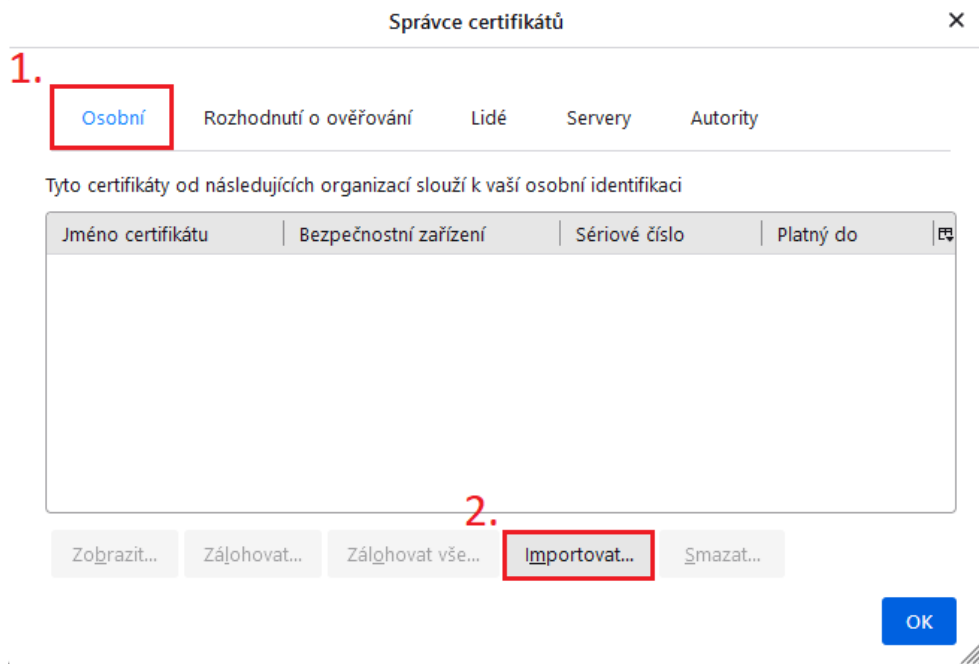 Správce certifikátů
1.
Osobní Rozhodnutí o ověřování Lidé Servery Autority
Tyto certifikáty od následujících organizací slouží k vaší osobní identifikaci
Jméno certifikátu Bezpečnostní zařízení Sériové číslo Platný do
2.
Zobrazit... Zálohovat... Zálohovat vše... Importovat... Smazat...
OK